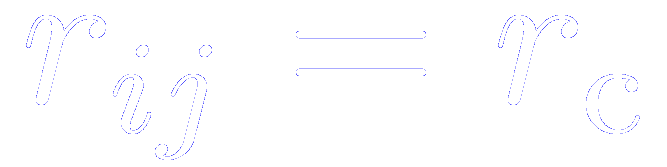 r_{ij} = r_c